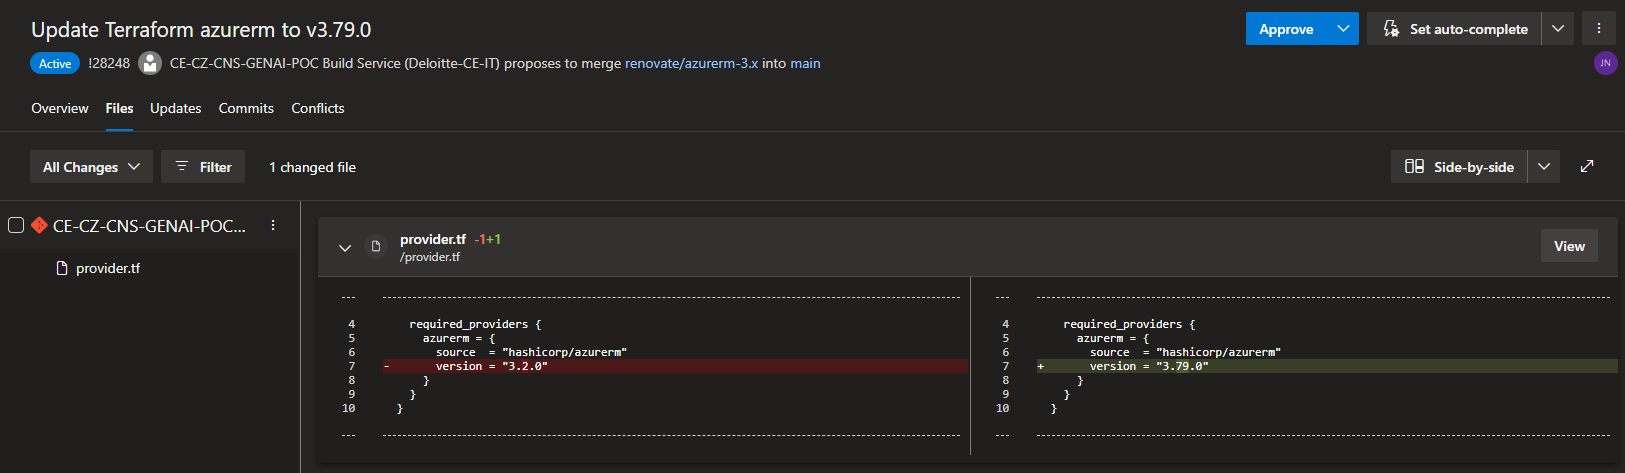 Update Terraform azurerm to v3.79.0
Approve
Set auto-complete
Active !28248 CE-CZ-CNS-GENAI-POC Build Service (Deloitte-CE-IT) proposes to merge renovate/azurerm-3.x into main
JN
Overview Files Updates Commits Conflicts
All Changes Filter 1 changed file
Side-by-side
CE-CZ-CNS-GENAI-POC...
provider.tf
provider.tf -1+1
/provider.tf
View
--- ---
4 required_providers {
5 azurerm = {
6 source = "hashicorp/azurerm"
7 - version = "3.2.0"
8 }
9 }
10 }
--- ---
4 required_providers {
5 azurerm = {
6 source = "hashicorp/azurerm"
7 + version = "3.79.0"
8 }
9 }
10 }